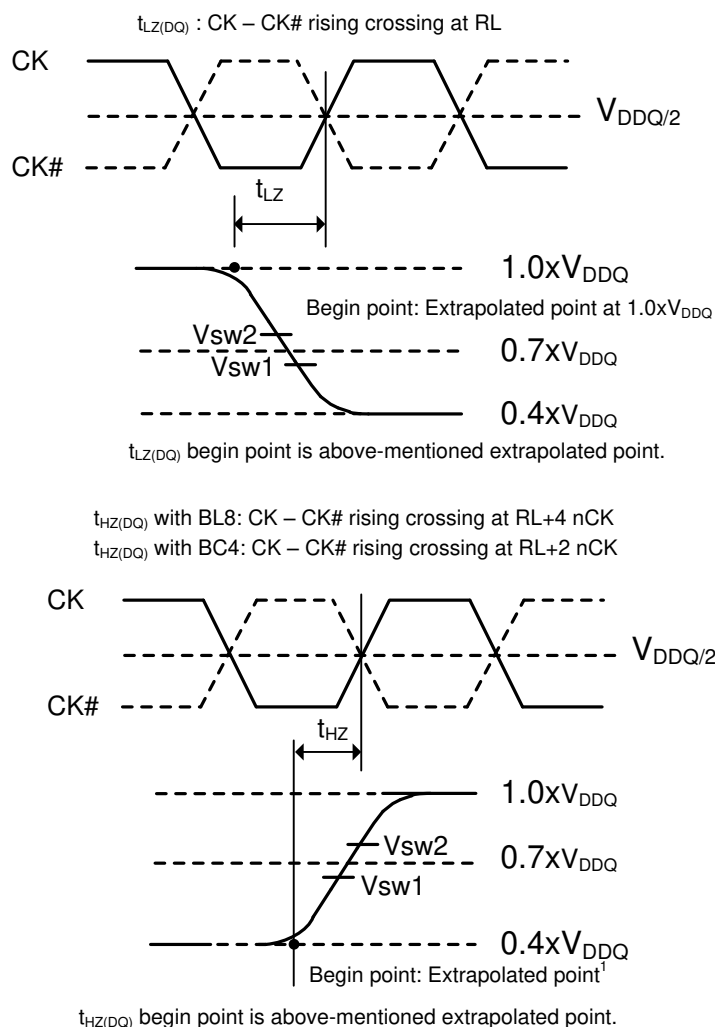 tLZ(DQ) : CK – CK# rising crossing at RL
CK
VDDQ/2
CK#
tLZ
1.0xVDDQ
Begin point: Extrapolated point at 1.0xVDDQ
Vsw2
0.7xVDDQ
Vsw1
0.4xVDDQ
tLZ(DQ) begin point is above-mentioned extrapolated point.
tHZ(DQ) with BL8: CK – CK# rising crossing at RL+4 nCK
tHZ(DQ) with BC4: CK – CK# rising crossing at RL+2 nCK
CK
VDDQ/2
CK#
tHZ
1.0xVDDQ
Vsw2
0.7xVDDQ
Vsw1
0.4xVDDQ
Begin point: Extrapolated point1
tHZ(DQ) begin point is above-mentioned extrapolated point.